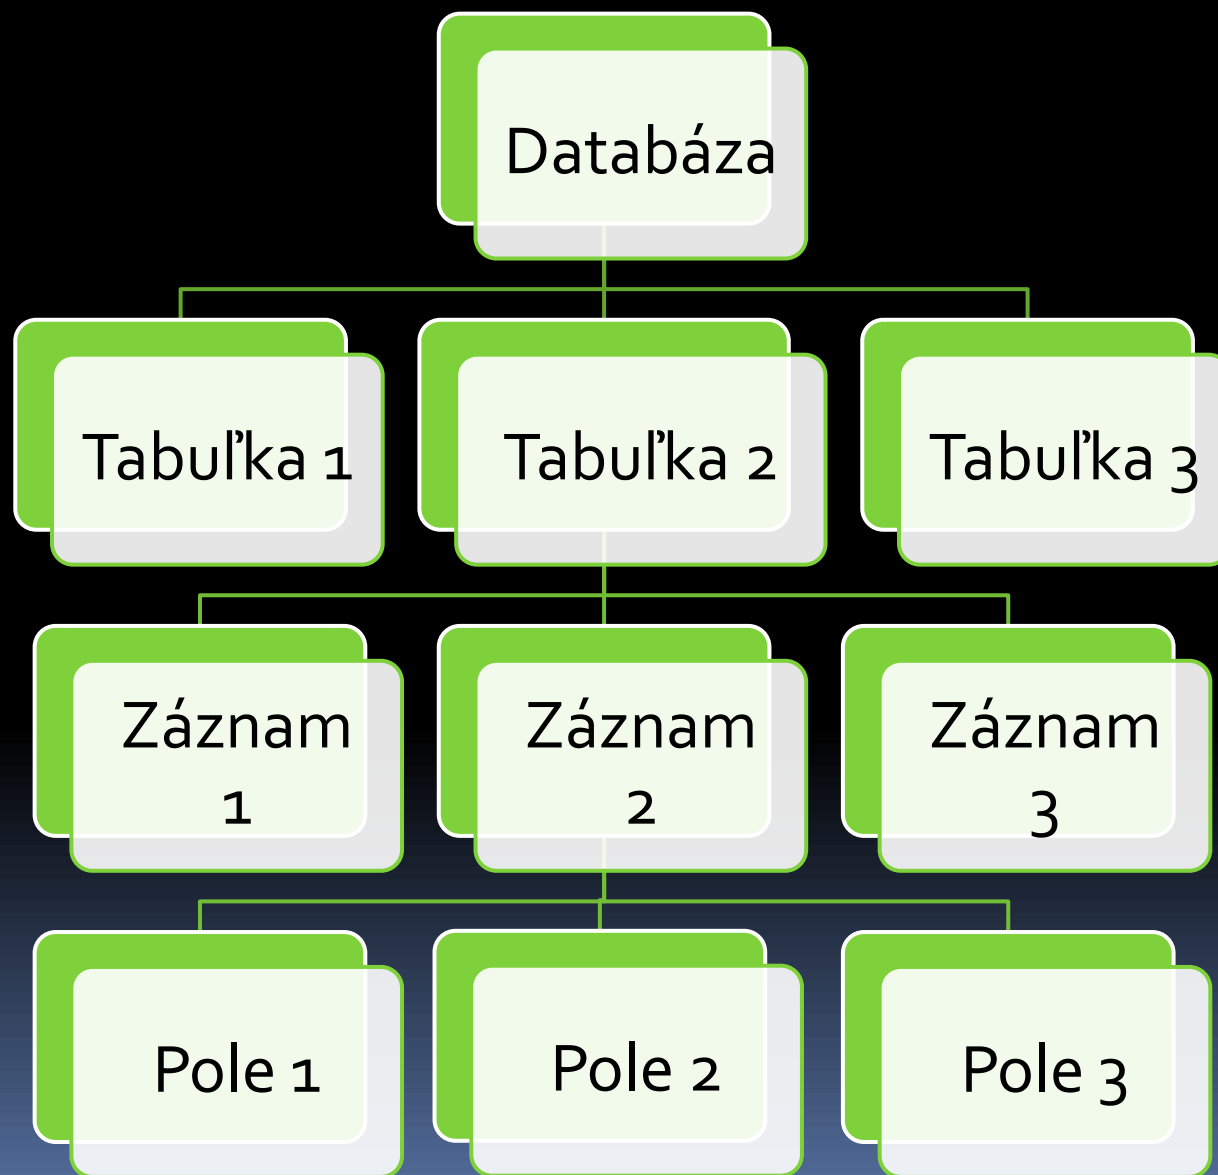 Databáza
Tabuľka 1
Tabuľka 2
Tabuľka 3
Záznam
1
Záznam
2
Záznam
3
Pole 1
Pole 2
Pole 3